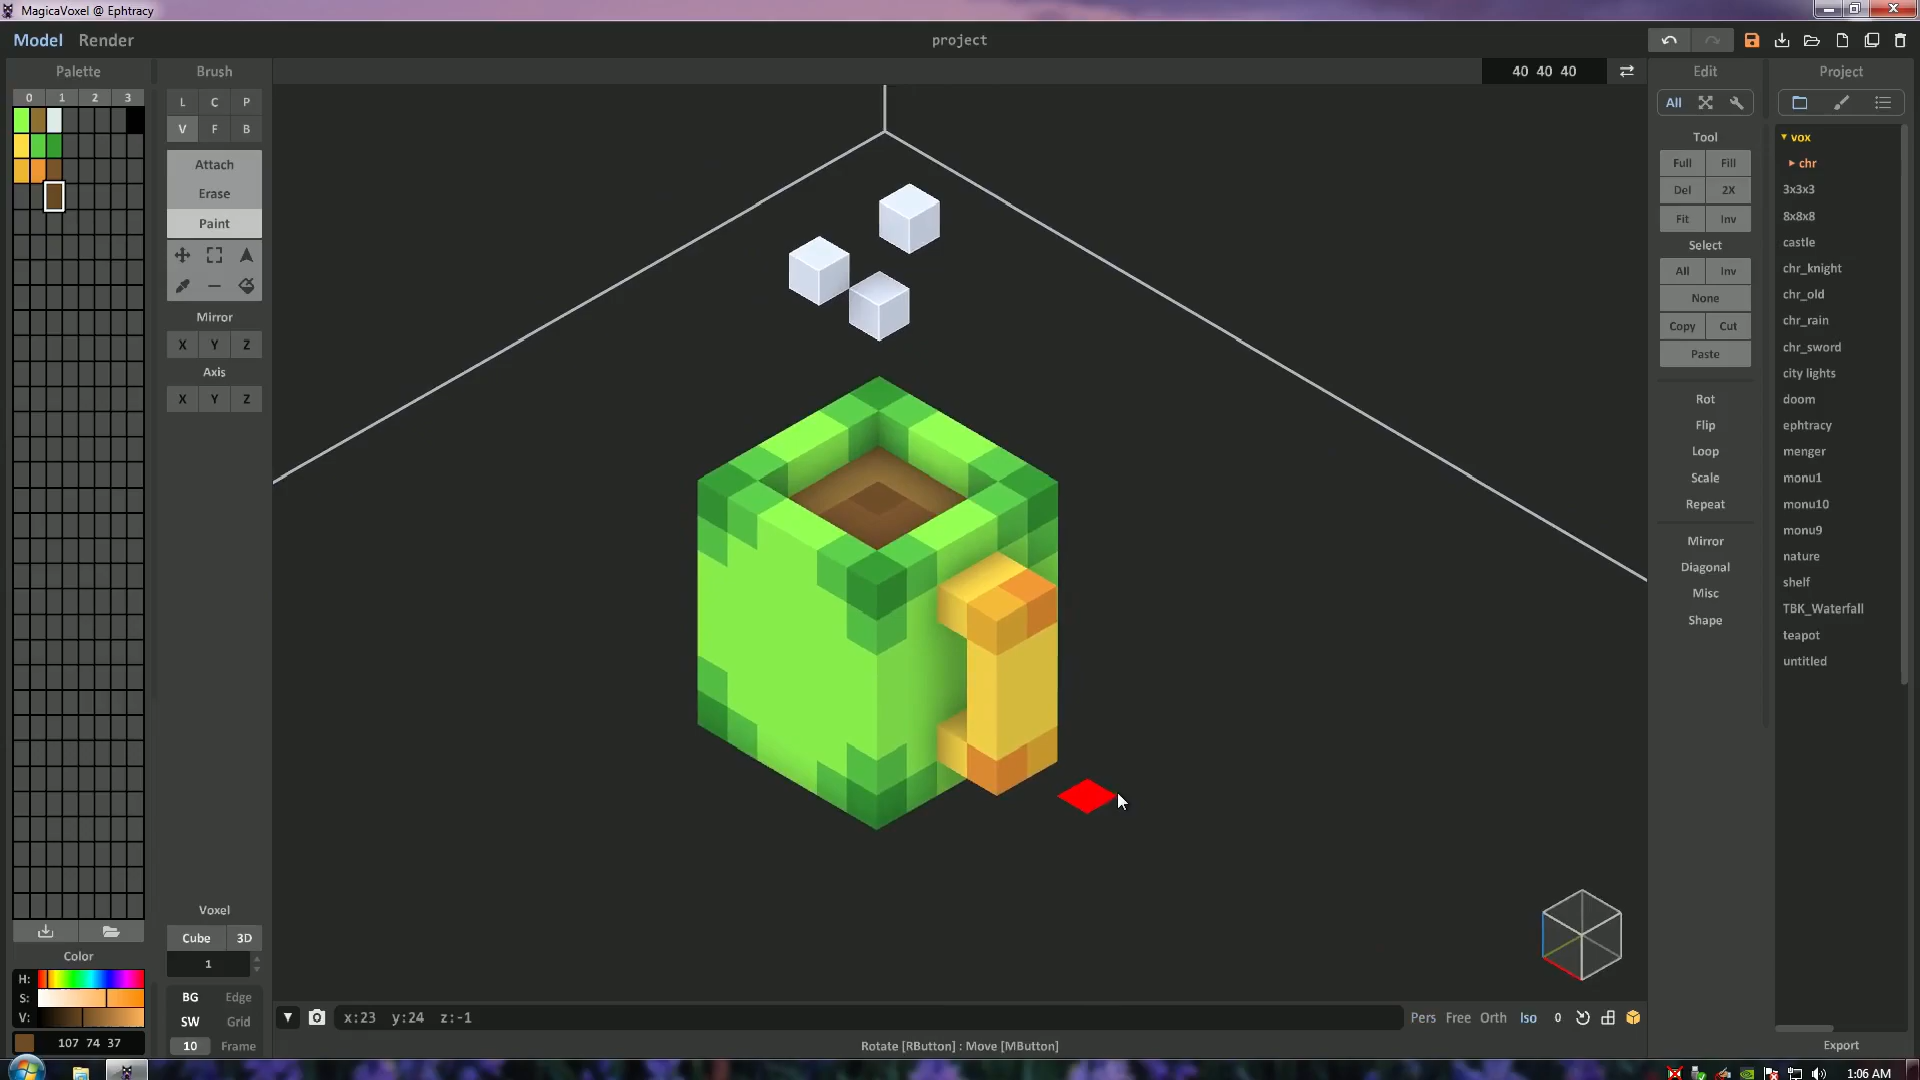 MagicaVoxel @ Ephtracy
Model Render
project
Palette
0 1 2 3
Color
H:
S:
V:
107 74 37
Brush
L C P
V F B
Attach
Erase
Paint
Mirror
X Y Z
Axis
X Y Z
Voxel
Cube 3D
1
BG Edge
SW Grid
10 Frame
40 40 40
x:23 y:24 z:-1
Pers Free Orth Iso 0
Rotate [RButton] : Move [MButton]
Edit
All
Tool
Full Fill
Del 2X
Fit Inv
Select
All Inv
None
Copy Cut
Paste
Rot
Flip
Loop
Scale
Repeat
Mirror
Diagonal
Misc
Shape
Project
vox
chr
3x3x3
8x8x8
castle
chr_knight
chr_old
chr_rain
chr_sword
city lights
doom
ephtracy
menger
monu1
monu10
monu9
nature
shelf
TBK_Waterfall
teapot
untitled
Export
1:06 AM